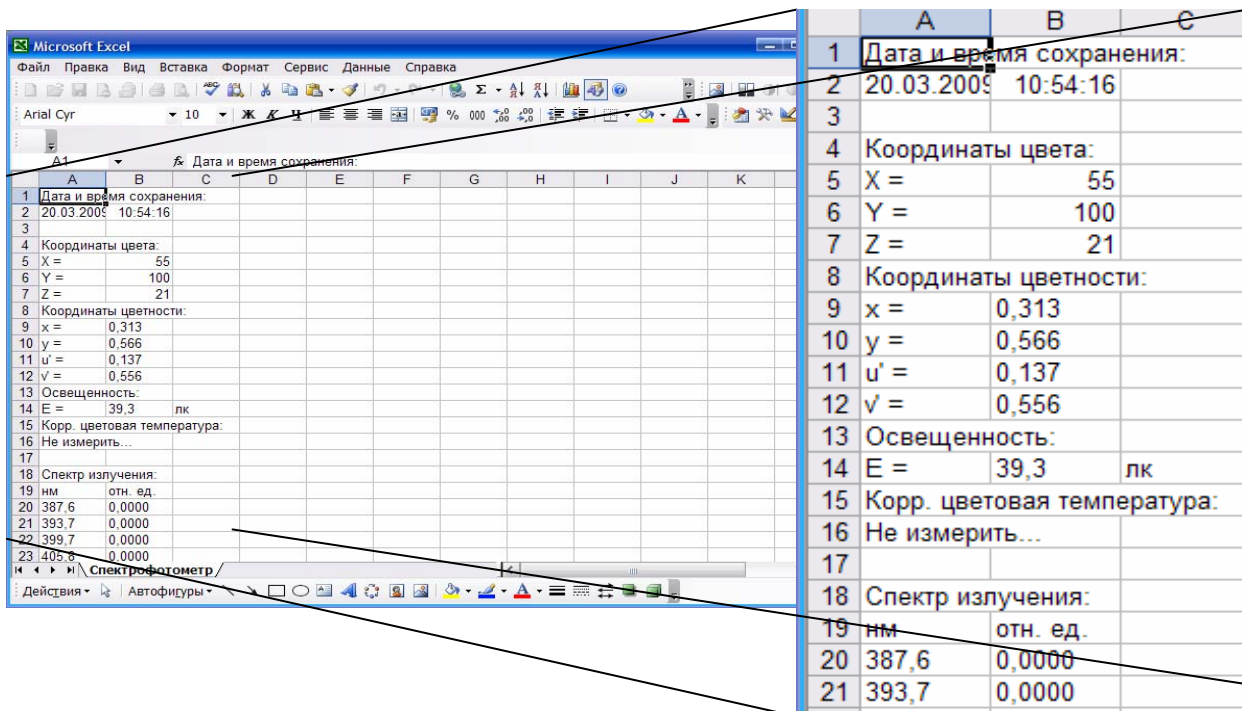 Microsoft Excel
Файл Правка Вид Вставка Формат Сервис Данные Справка
Arial Cyr 10 Ж К Ч % 000
A1 fx Дата и время сохранения:
A B C D E F G H I J K
1 Дата и время сохранения:
2 20.03.2009 10:54:16
3
4 Координаты цвета:
5 X = 55
6 Y = 100
7 Z = 21
8 Координаты цветности:
9 x = 0,313
10 y = 0,566
11 u' = 0,137
12 v' = 0,556
13 Освещенность:
14 E = 39,3 лк
15 Корр. цветовая температура:
16 Не измерить...
17
18 Спектр излучения:
19 нм отн. ед.
20 387,6 0,0000
21 393,7 0,0000
22 399,7 0,0000
23 405,8 0,0000
Спектрофотометр
Действия Автофигуры
A B C
1 Дата и время сохранения:
2 20.03.2009 10:54:16
3
4 Координаты цвета:
5 X = 55
6 Y = 100
7 Z = 21
8 Координаты цветности:
9 x = 0,313
10 y = 0,566
11 u' = 0,137
12 v' = 0,556
13 Освещенность:
14 E = 39,3 лк
15 Корр. цветовая температура:
16 Не измерить...
17
18 Спектр излучения:
19 нм отн. ед.
20 387,6 0,0000
21 393,7 0,0000